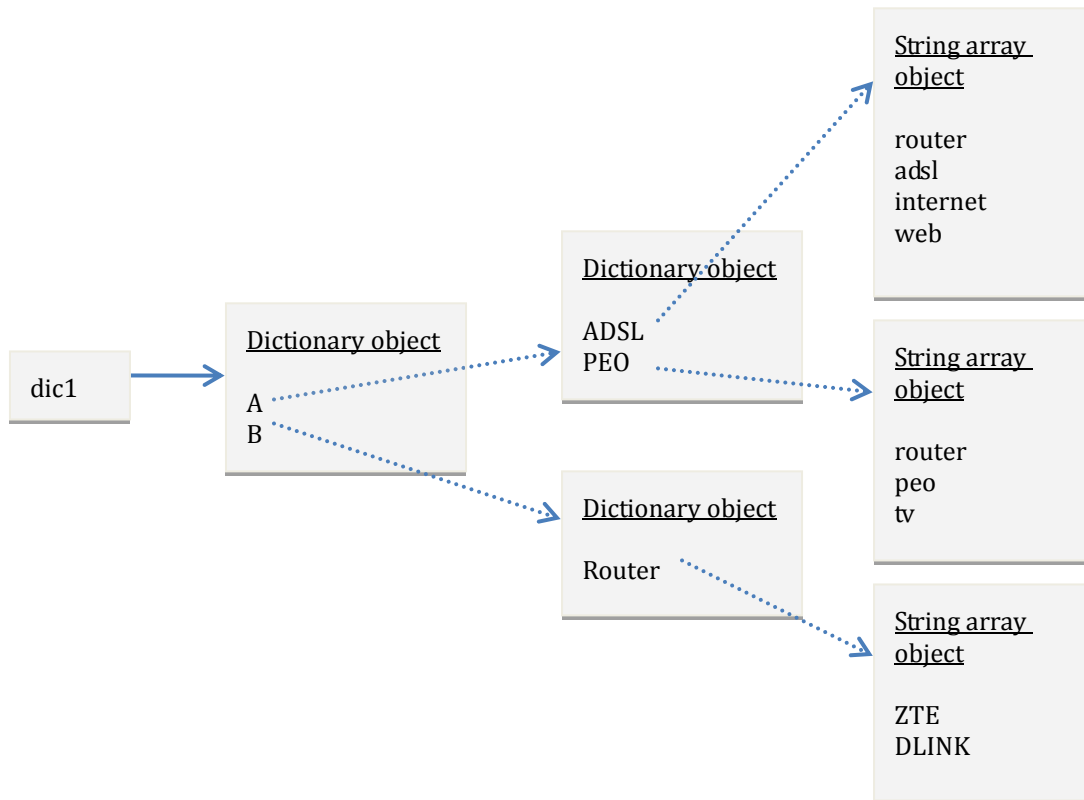 dic1
Dictionary object
A
B
Dictionary object
ADSL
PEO
Dictionary object
Router
String array
object
router
adsl
internet
web
String array
object
router
peo
tv
String array
object
ZTE
DLINK